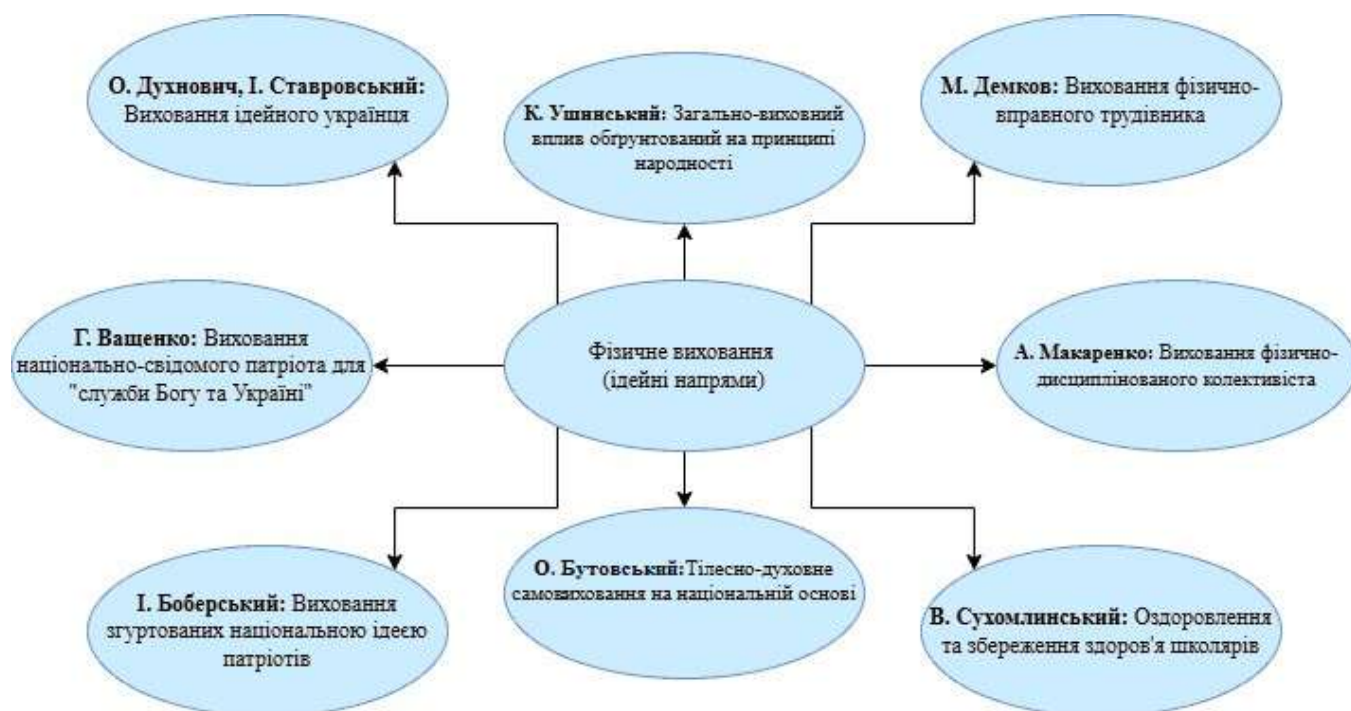 О. Духнович, І. Ставровський:
Виховання ідейного українця
К. Ушинський: Загально-виховний
вплив обґрунтований на принципі
народності
М. Демков: Виховання фізично-
вправного трудівника
Г. Ващенко: Виховання
національно-свідомого патріота для
"служби Богу та Україні"
Фізичне виховання
(ідейні напрями)
А. Макаренко: Виховання фізично-
дисциплінованого колективіста
І. Боберський: Виховання
згуртованих національною ідеєю
патріотів
О. Бутовський:Тілесно-духовне
самовиховання на національній основі
В. Сухомлинський: Оздоровлення
та збереження здоров'я школярів